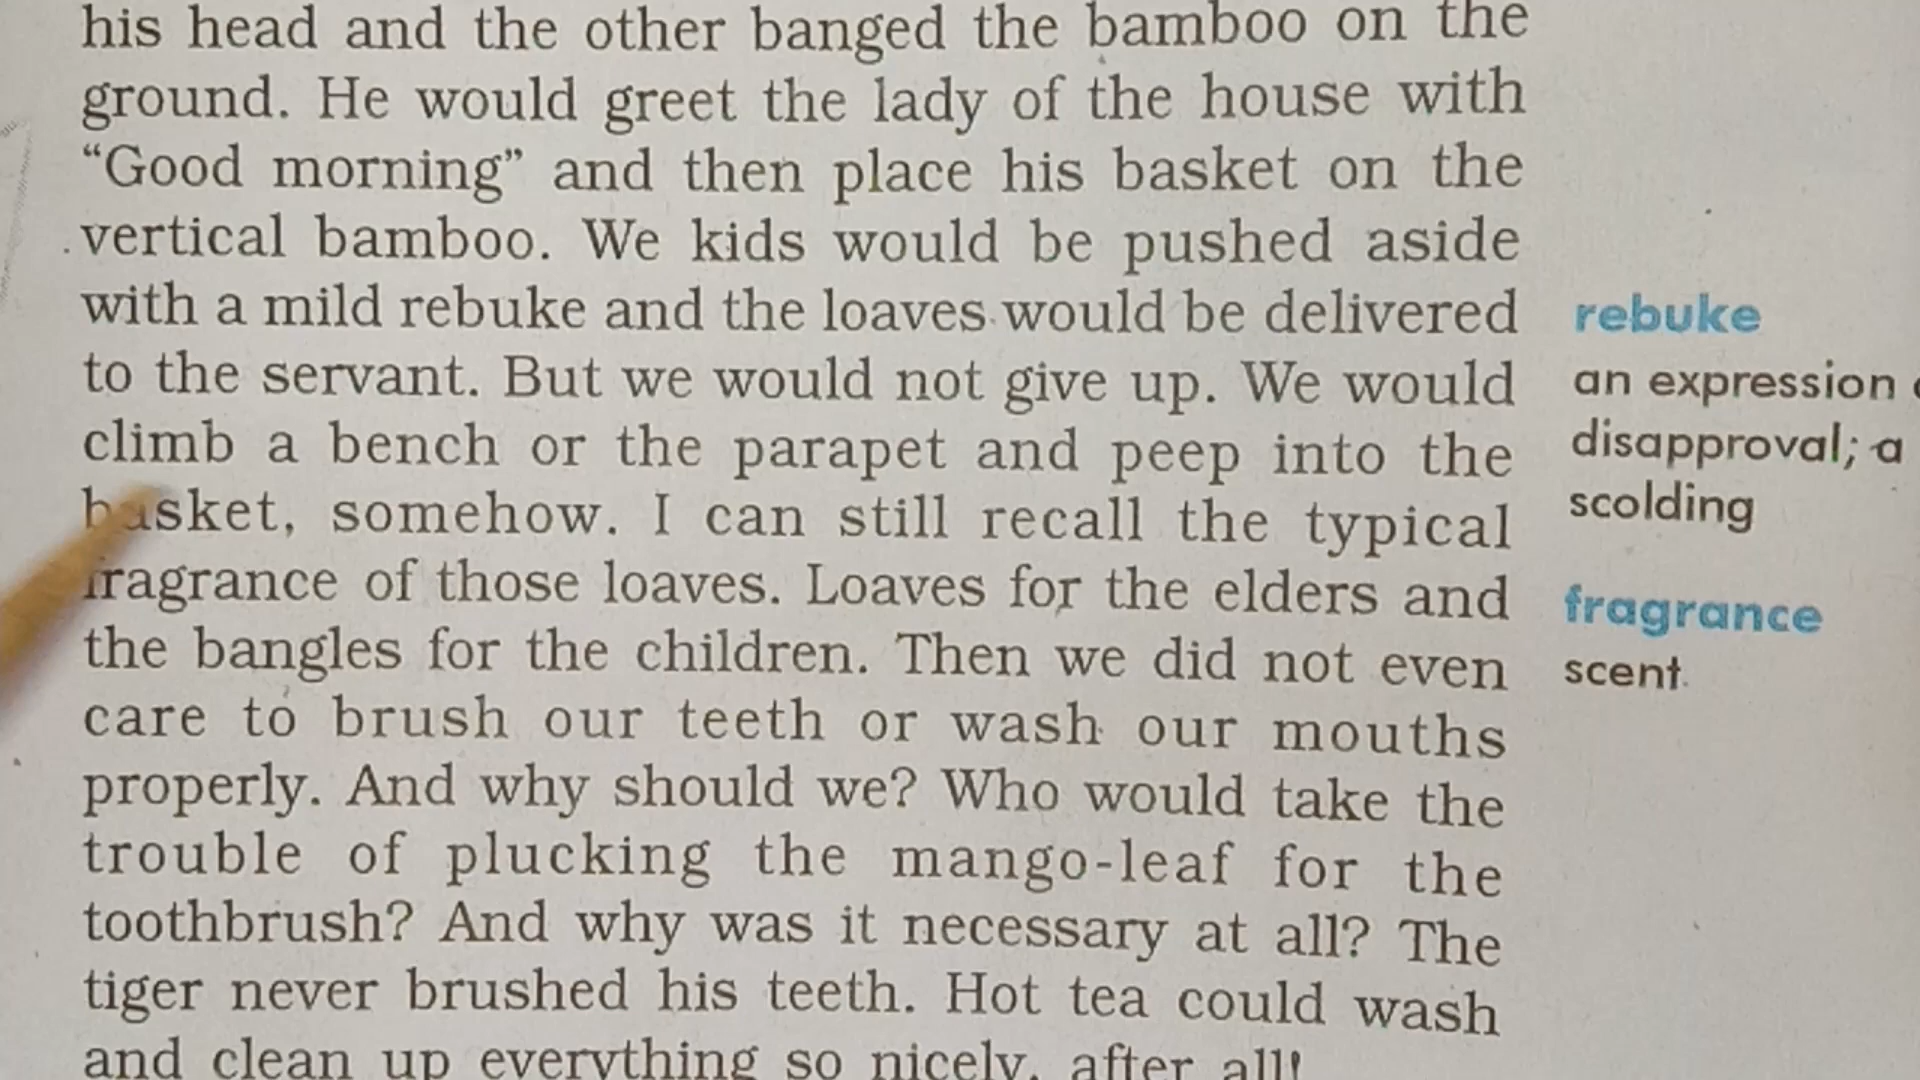 his head and the other banged the bamboo on the
ground. He would greet the lady of the house with
“Good morning” and then place his basket on the
vertical bamboo. We kids would be pushed aside
with a mild rebuke and the loaves would be delivered
to the servant. But we would not give up. We would
climb a bench or the parapet and peep into the
basket, somehow. I can still recall the typical
fragrance of those loaves. Loaves for the elders and
the bangles for the children. Then we did not even
care to brush our teeth or wash our mouths
properly. And why should we? Who would take the
trouble of plucking the mango-leaf for the
toothbrush? And why was it necessary at all? The
tiger never brushed his teeth. Hot tea could wash
and clean up everything so nicely, after all!
rebuke
an expression
disapproval; a
scolding
fragrance
scent